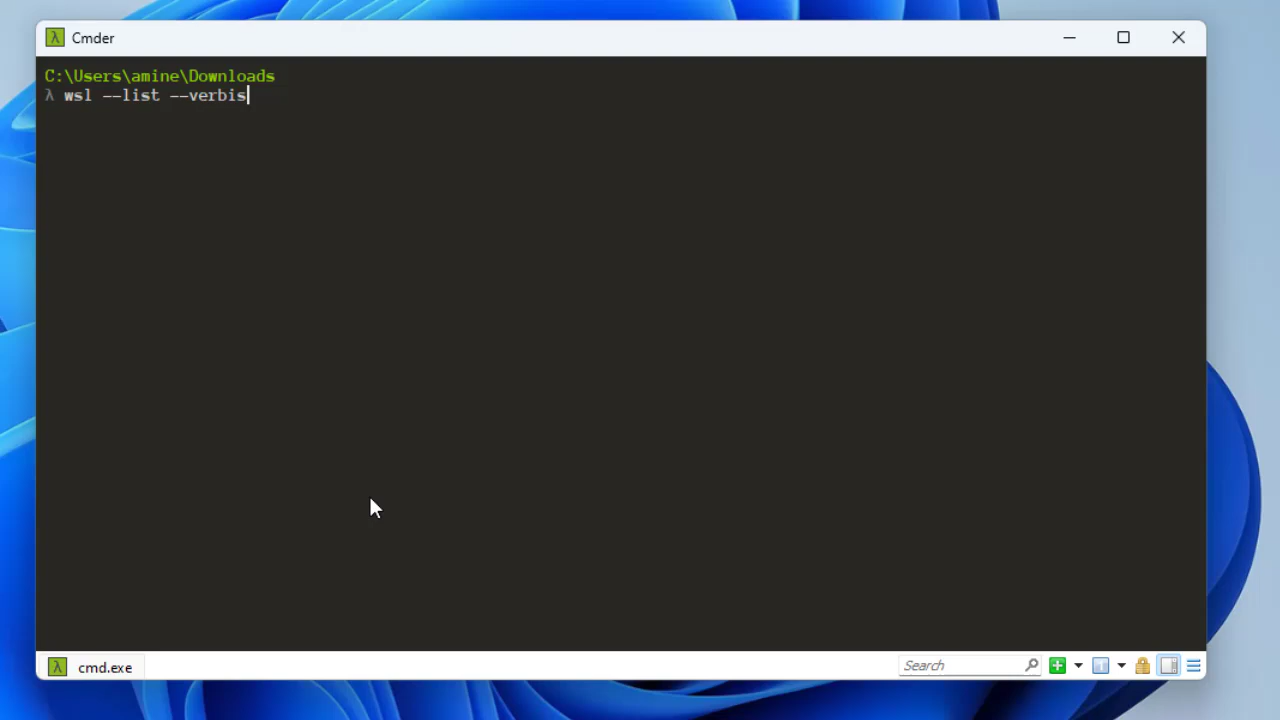 Cmder
C:\Users\amine\Downloads
λ wsl --list --verbis
cmd.exe
Search